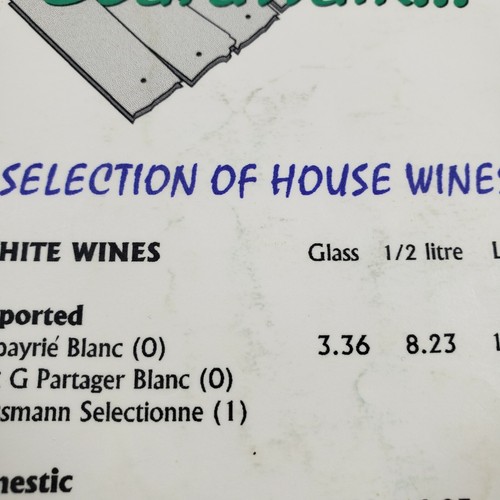 SELECTION OF HOUSE WINES
HITE WINES Glass 1/2 litre L
ported
payrié Blanc (0) 3.36 8.23 1
G Partager Blanc (0)
smann Selectionne (1)
nestic